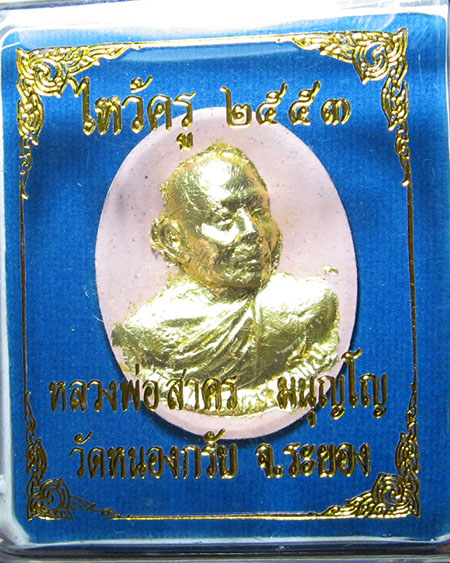 ไหว้ครู ๒๕๕๓
หลวงพ่อสาคร มนุญโญ
วัดหนองกรับ จ.ระยอง